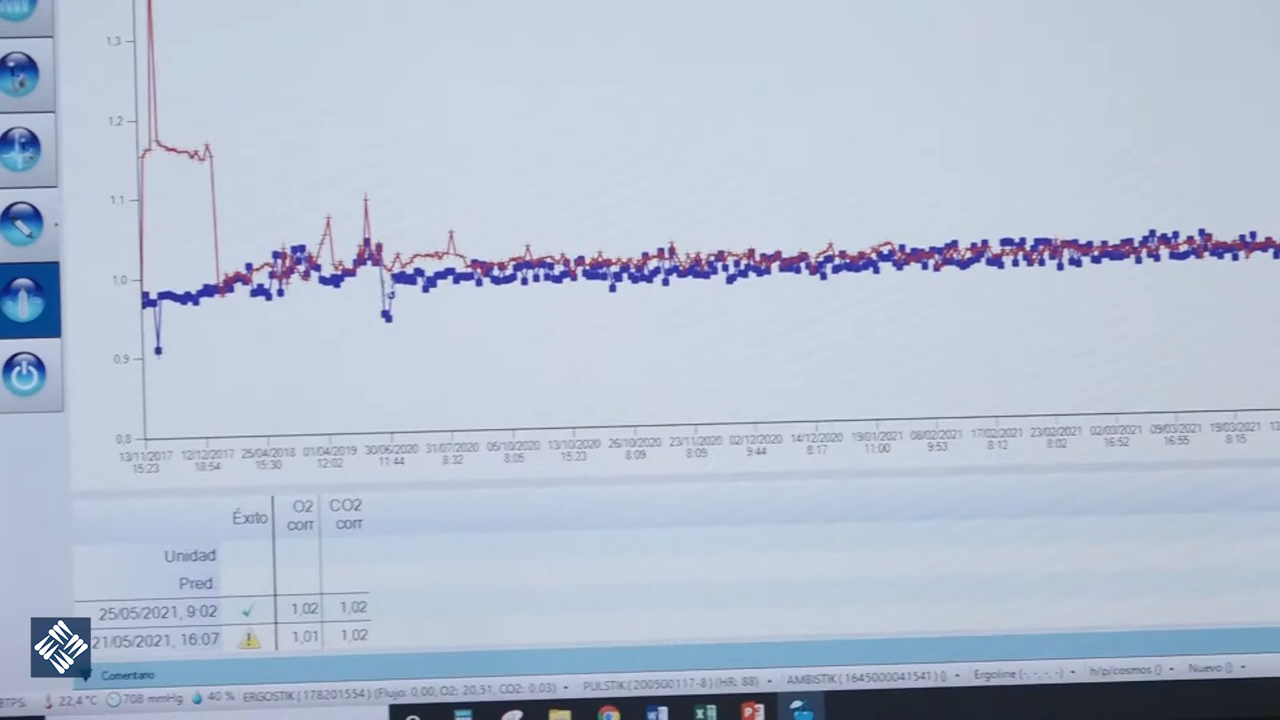 1.3
1.2
1.1
1.0
0,9
0,8
13/11/2017 12/12/2017 25/04/2018 01/04/2019 30/06/2020 31/07/2020 05/10/2020 13/10/2020 26/10/2020 23/11/2020 02/12/2020 14/12/2020 19/01/2021 08/02/2021 17/02/2021 23/02/2021 02/03/2021 09/03/2021 19/03/2021
15:23 18:54 15:30 12:02 11:44 8:32 8:05 15:23 8:09 8:09 9:44 8:17 11:00 9:53 8:12 8:02 16:52 16:55 8:15
Éxito O2 CO2
corr corr
Unidad
Pred.
25/05/2021, 9:02 1,02 1,02
21/05/2021, 16:07 1,01 1,02
Comentario
BTPS. 22,4 °C 708 mmHg 40 % ERGOSTIK (178201554) (Flujo: 0,00, O2: 20,51, CO2: 0,03) PULSTIK (200500117-8) (HR: 88) AMBISTIK (1645000041541) () Ergoline (-, -, -, -) h/p/cosmos () Nuevo ()